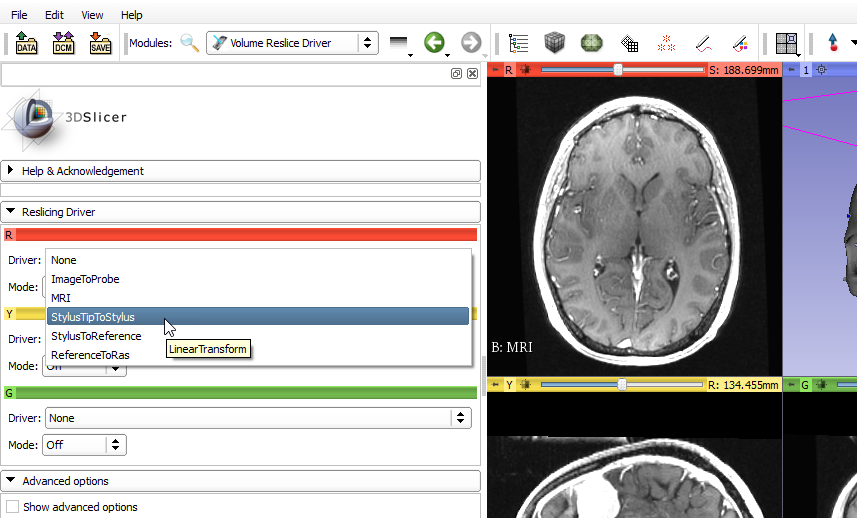 File Edit View Help
DATA DCM SAVE Modules: Volume Reslice Driver
R S: 188.699mm 1
3DSlicer
Help & Acknowledgement
Reslicing Driver
R
Driver: None
ImageToProbe
Mode: MRI
Y StylusTipToStylus
Driver: StylusToReference
LinearTransform
Mode: Off ReferenceToRas
B: MRI
Y R: 134.455mm G
G
Driver: None
Mode: Off
Advanced options
Show advanced options